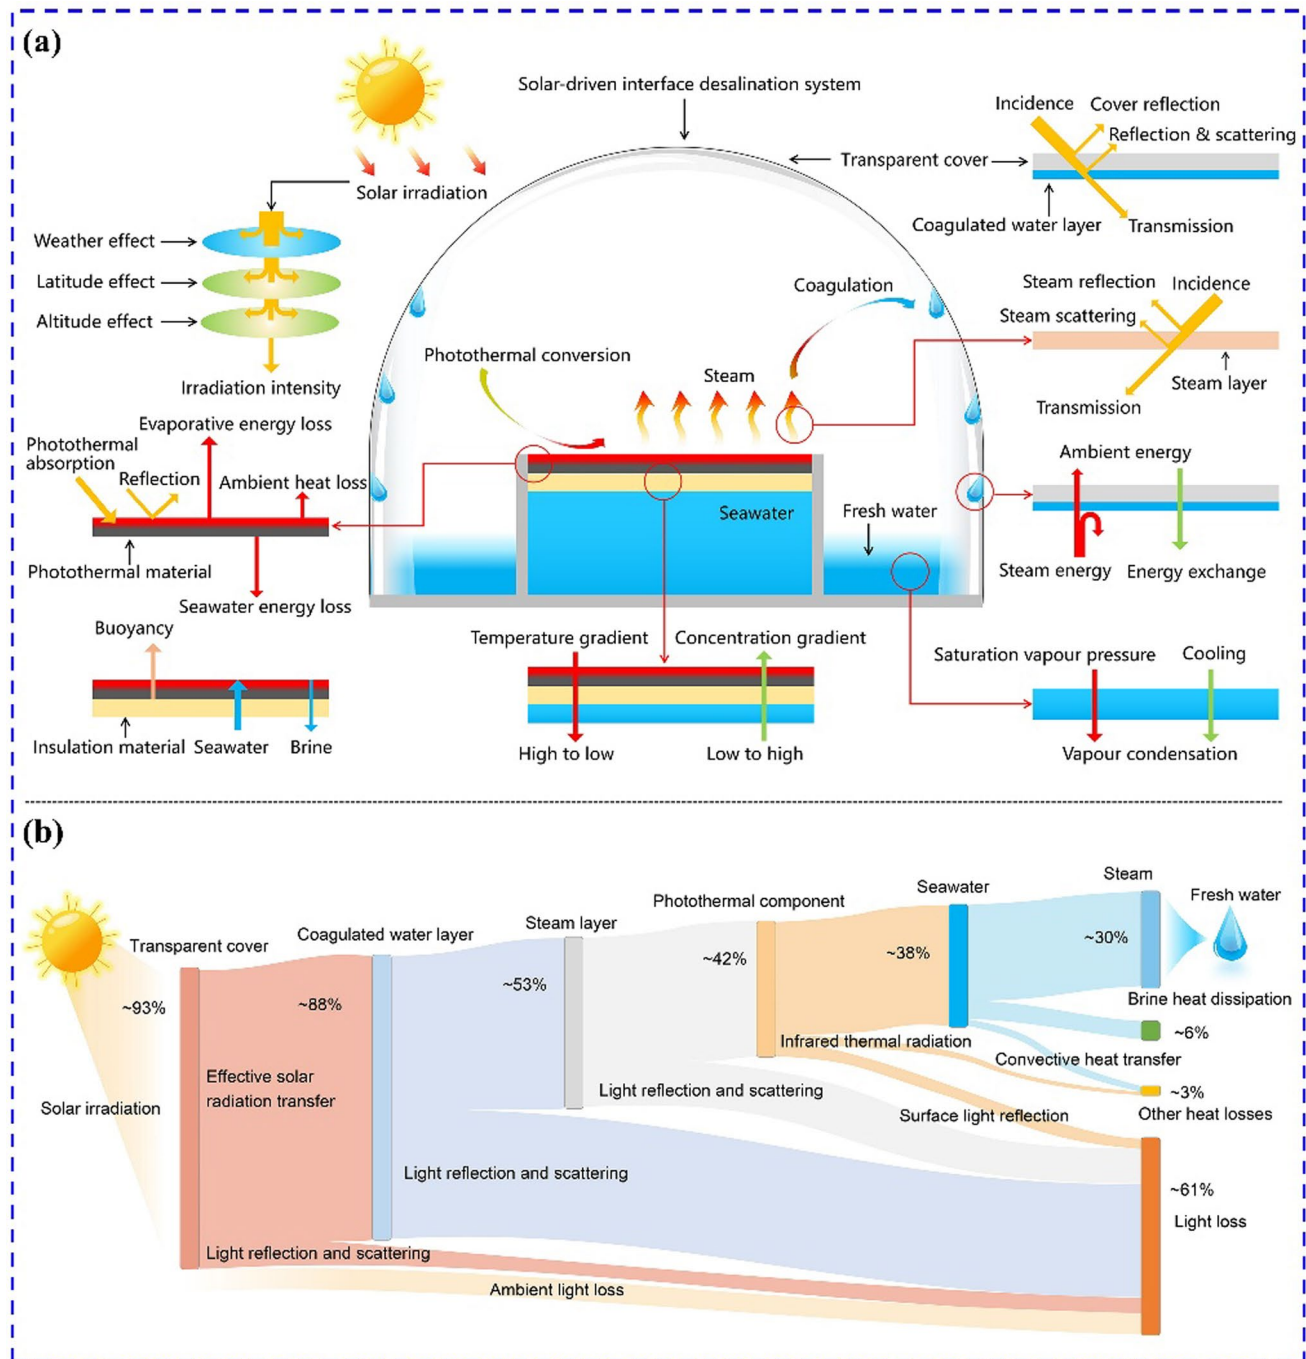 (a)
Solar-driven interface desalination system
Incidence
Cover reflection
Reflection & scattering
Transparent cover
Solar irradiation
Coagulated water layer
Transmission
Weather effect
Latitude effect
Altitude effect
Irradiation intensity
Coagulation
Steam reflection
Incidence
Steam scattering
Photothermal conversion
Steam
Steam layer
Transmission
Evaporative energy loss
Photothermal
absorption
Reflection
Ambient heat loss
Photothermal material
Seawater energy loss
Seawater
Fresh water
Ambient energy
Steam energy
Energy exchange
Buoyancy
Insulation material
Seawater
Brine
Temperature gradient
Concentration gradient
High to low
Low to high
Saturation vapour pressure
Cooling
Vapour condensation
(b)
Steam
Seawater
Fresh water
Photothermal component
Steam layer
Coagulated water layer
Transparent cover
~93%
~88%
~53%
~42%
~38%
~30%
Brine heat dissipation
~6%
Infrared thermal radiation
Convective heat transfer
~3%
Effective solar
radiation transfer
Light reflection and scattering
Surface light reflection
Other heat losses
Solar irradiation
Light reflection and scattering
~61%
Light loss
Light reflection and scattering
Ambient light loss